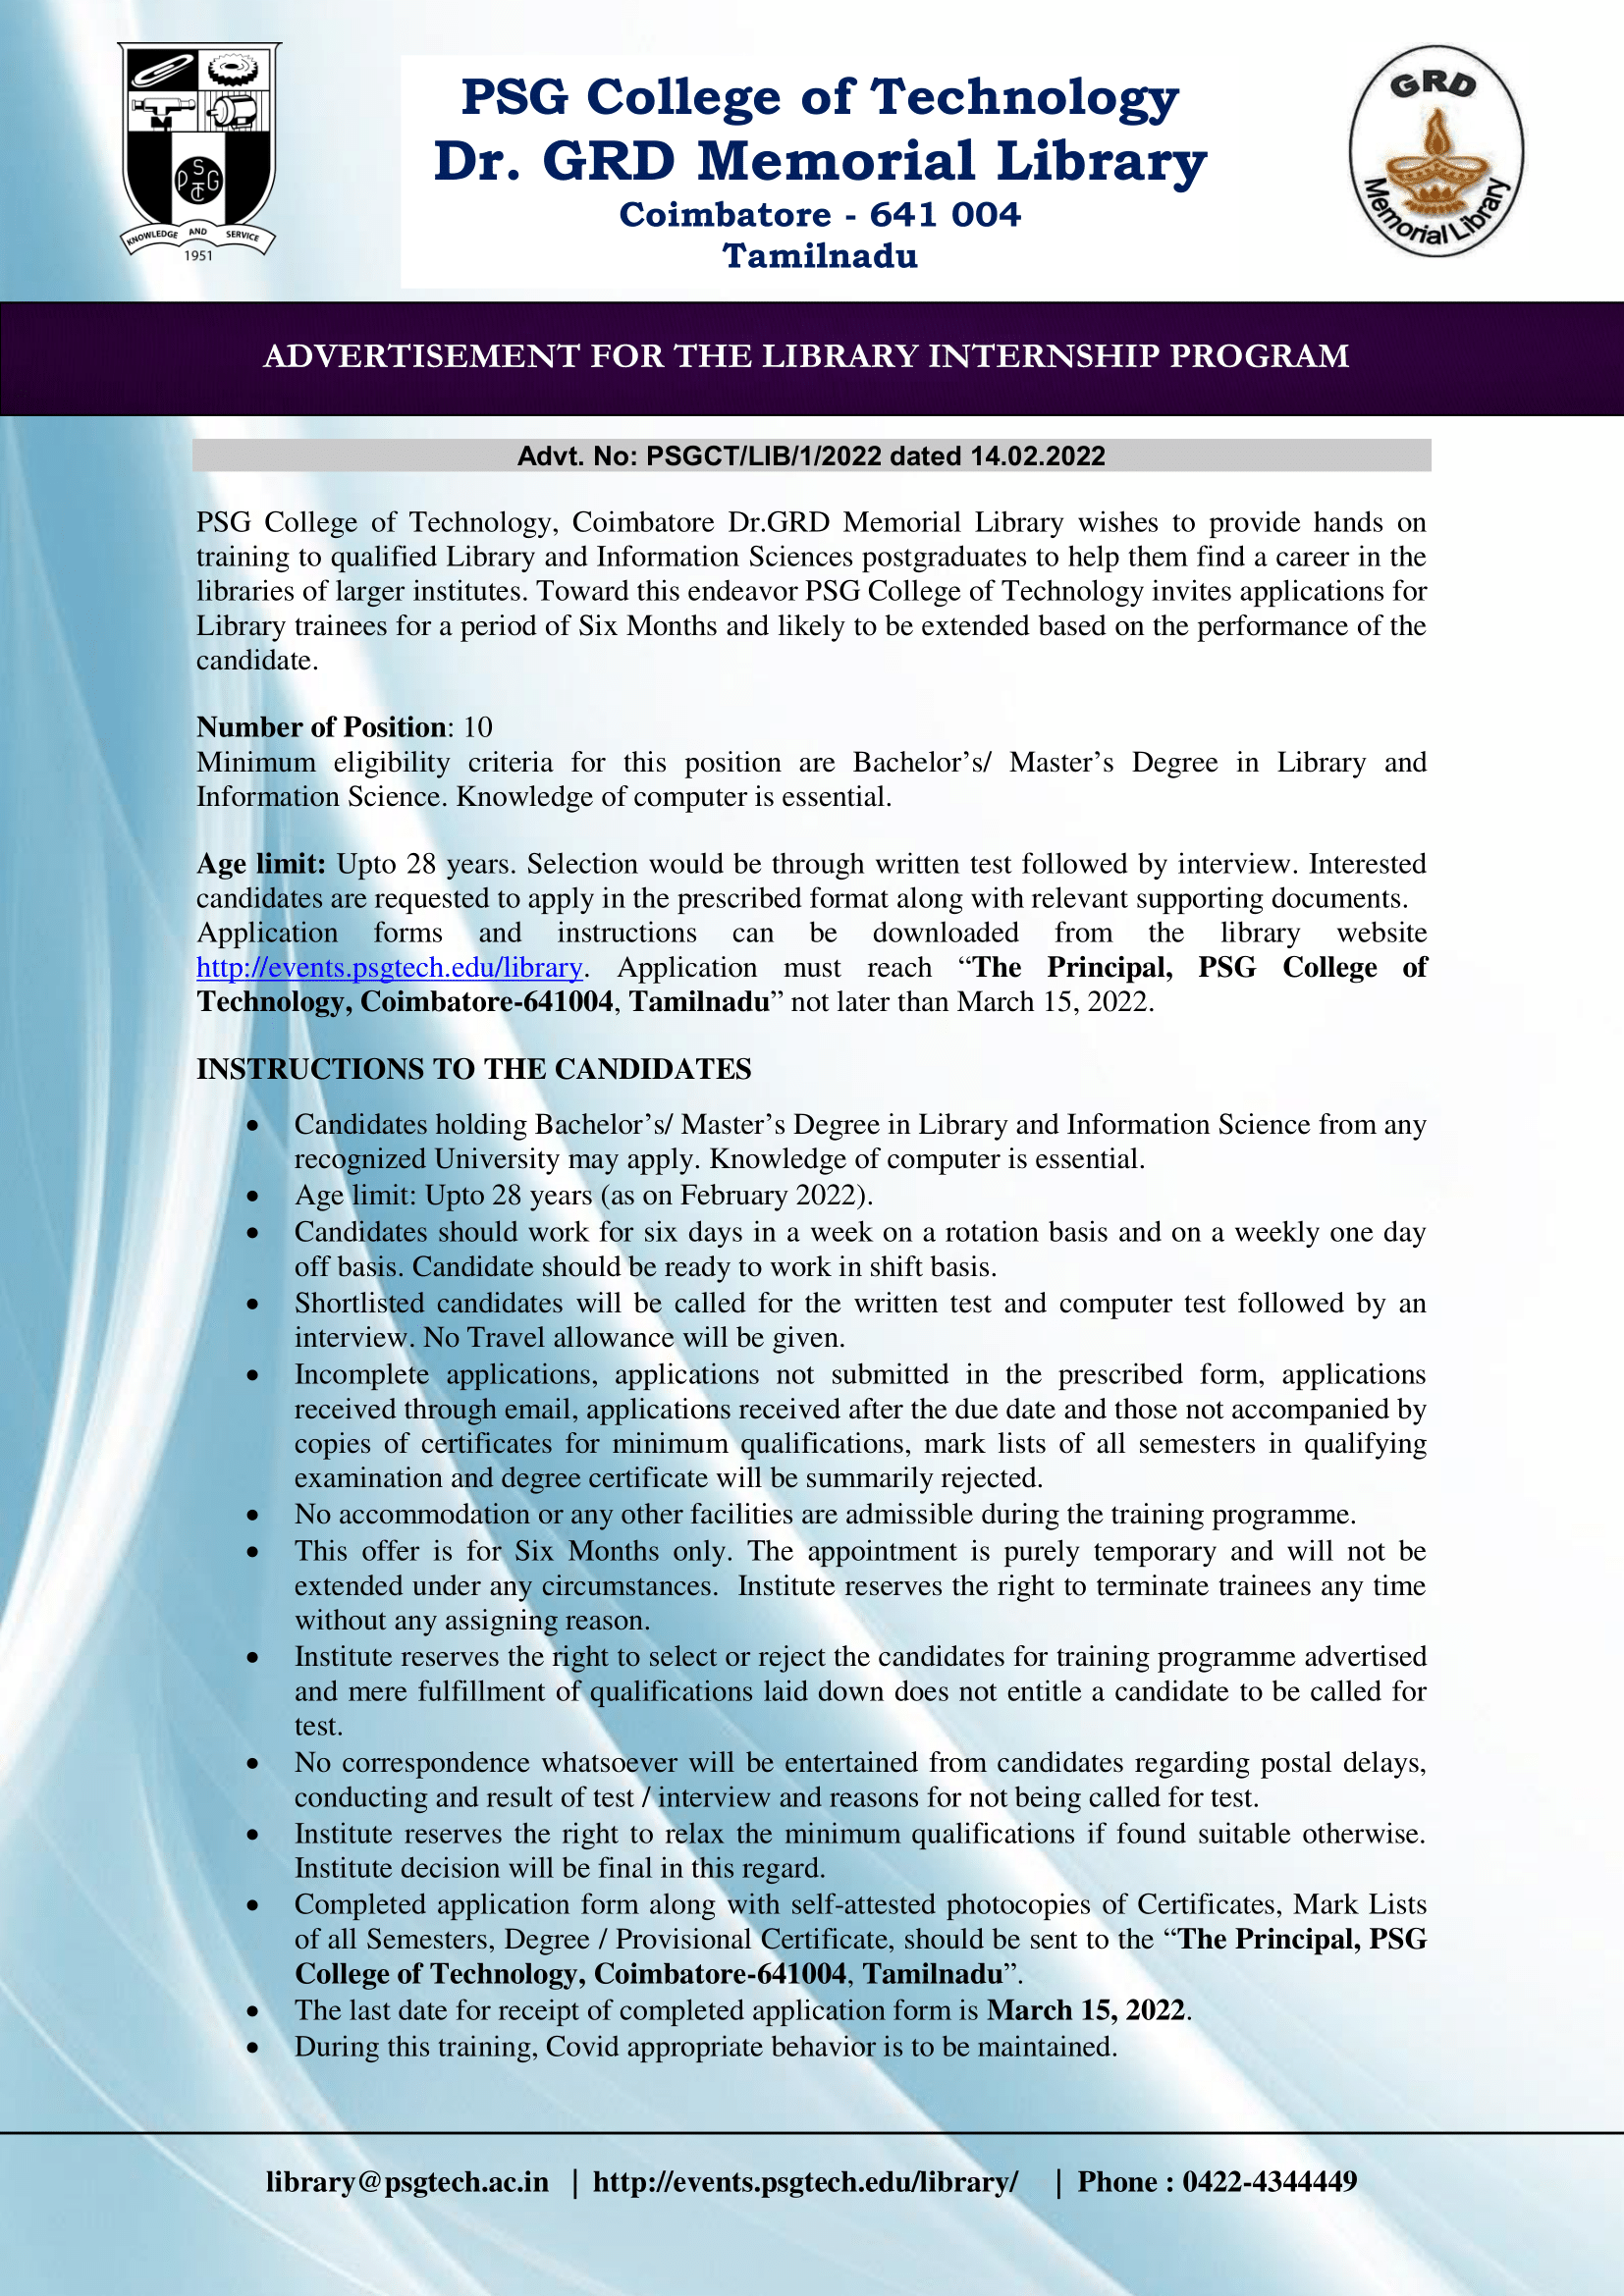 PSG College of Technology
Dr. GRD Memorial Library
Coimbatore - 641 004
Tamilnadu
PSGTC
KNOWLEDGE AND SERVICE
1951
GRD
Memorial Library
ADVERTISEMENT FOR THE LIBRARY INTERNSHIP PROGRAM
Advt. No: PSGCT/LIB/1/2022 dated 14.02.2022
PSG College of Technology, Coimbatore Dr.GRD Memorial Library wishes to provide hands on
training to qualified Library and Information Sciences postgraduates to help them find a career in the
libraries of larger institutes. Toward this endeavor PSG College of Technology invites applications for
Library trainees for a period of Six Months and likely to be extended based on the performance of the
candidate.
Number of Position: 10
Minimum eligibility criteria for this position are Bachelor’s/ Master’s Degree in Library and
Information Science. Knowledge of computer is essential.
Age limit: Upto 28 years. Selection would be through written test followed by interview. Interested
candidates are requested to apply in the prescribed format along with relevant supporting documents.
Application forms and instructions can be downloaded from the library website
http://events.psgtech.edu/library. Application must reach “The Principal, PSG College of
Technology, Coimbatore-641004, Tamilnadu” not later than March 15, 2022.
INSTRUCTIONS TO THE CANDIDATES
• Candidates holding Bachelor’s/ Master’s Degree in Library and Information Science from any
recognized University may apply. Knowledge of computer is essential.
• Age limit: Upto 28 years (as on February 2022).
• Candidates should work for six days in a week on a rotation basis and on a weekly one day
off basis. Candidate should be ready to work in shift basis.
• Shortlisted candidates will be called for the written test and computer test followed by an
interview. No Travel allowance will be given.
• Incomplete applications, applications not submitted in the prescribed form, applications
received through email, applications received after the due date and those not accompanied by
copies of certificates for minimum qualifications, mark lists of all semesters in qualifying
examination and degree certificate will be summarily rejected.
• No accommodation or any other facilities are admissible during the training programme.
• This offer is for Six Months only. The appointment is purely temporary and will not be
extended under any circumstances. Institute reserves the right to terminate trainees any time
without any assigning reason.
• Institute reserves the right to select or reject the candidates for training programme advertised
and mere fulfillment of qualifications laid down does not entitle a candidate to be called for
test.
• No correspondence whatsoever will be entertained from candidates regarding postal delays,
conducting and result of test / interview and reasons for not being called for test.
• Institute reserves the right to relax the minimum qualifications if found suitable otherwise.
Institute decision will be final in this regard.
• Completed application form along with self-attested photocopies of Certificates, Mark Lists
of all Semesters, Degree / Provisional Certificate, should be sent to the “The Principal, PSG
College of Technology, Coimbatore-641004, Tamilnadu”.
• The last date for receipt of completed application form is March 15, 2022.
• During this training, Covid appropriate behavior is to be maintained.
library@psgtech.ac.in | http://events.psgtech.edu/library/ | Phone : 0422-4344449